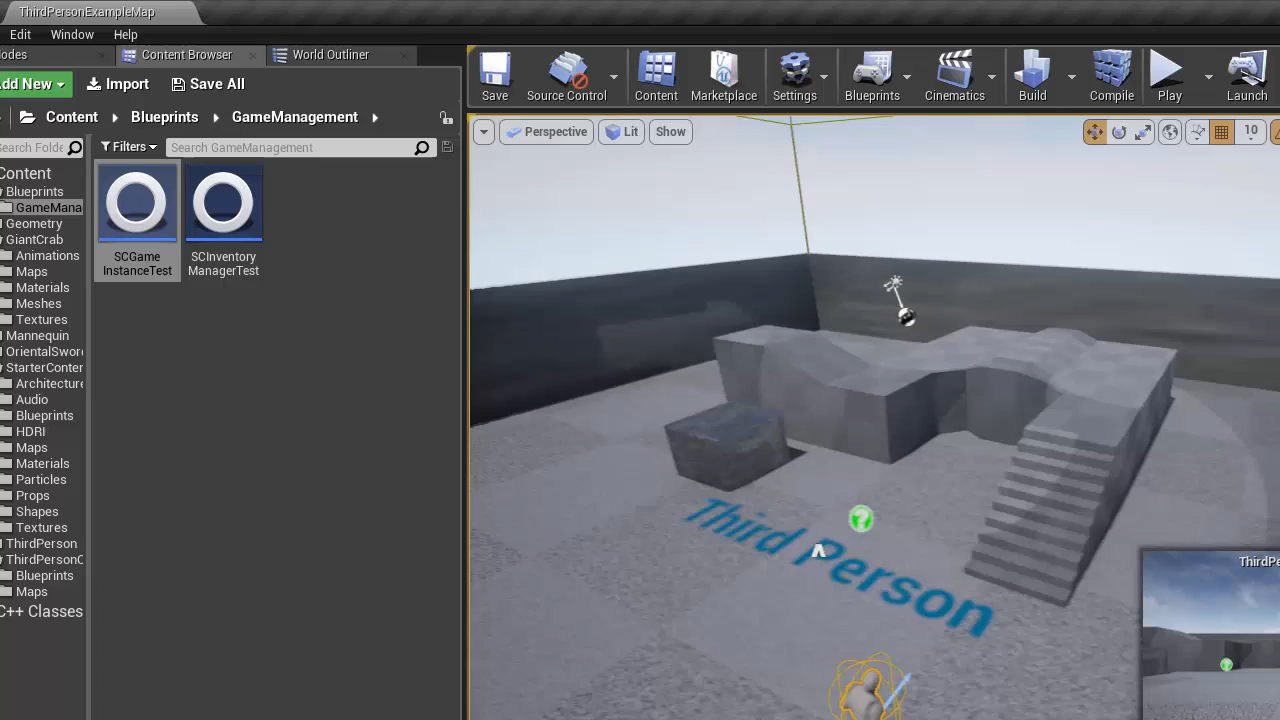 ThirdPersonExampleMap
Edit Window Help
odes Content Browser World Outliner
dd New Import Save All
Content Blueprints GameManagement
Search Folde Filters Search GameManagement
Content
Blueprints
GameMana
Geometry
GiantCrab
Animations
Maps
Materials
Meshes
Textures
Mannequin
OrientalSword
StarterConten
Architecture
Audio
Blueprints
HDRI
Maps
Materials
Particles
Props
Shapes
Textures
ThirdPerson
ThirdPersonC
Blueprints
Maps
C++ Classes
SCGame
InstanceTest
SCInventory
ManagerTest
Save Source Control Content Marketplace Settings Blueprints Cinematics Build Compile Play Launch
Perspective Lit Show 10
Third Person
ThirdPe